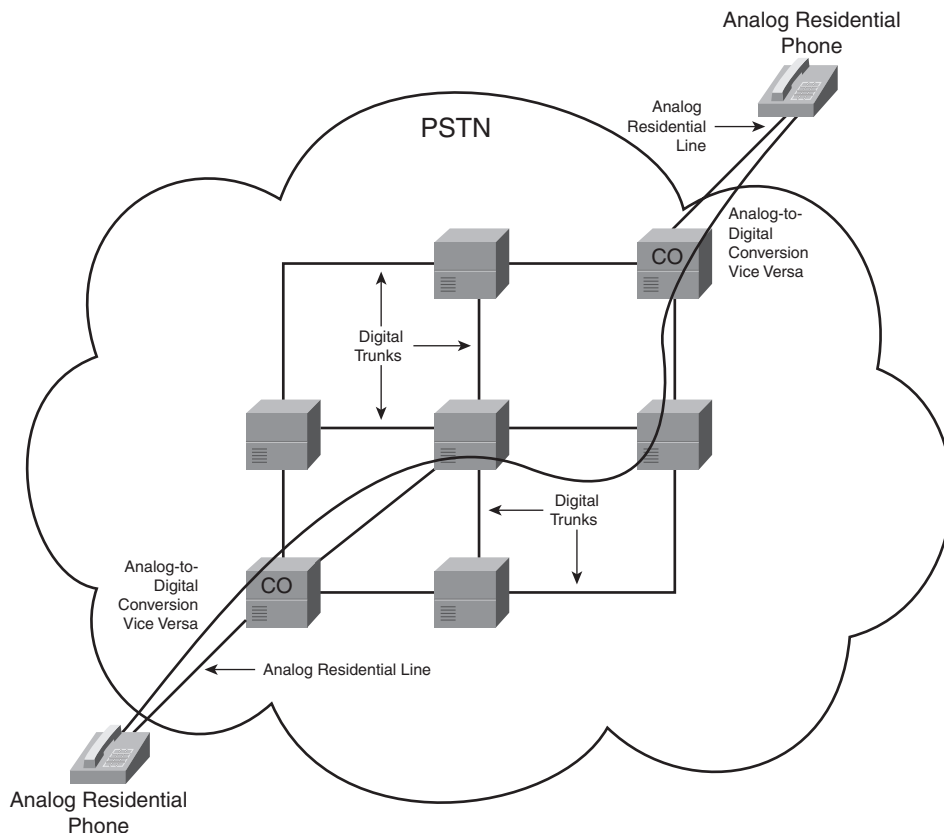 Analog Residential
Phone
Analog
Residential
Line
PSTN
Analog-to-
Digital
Conversion
Vice Versa
CO
Digital
Trunks
Digital
Trunks
Analog-to-
Digital
Conversion
Vice Versa
CO
Analog Residential Line
Analog Residential
Phone